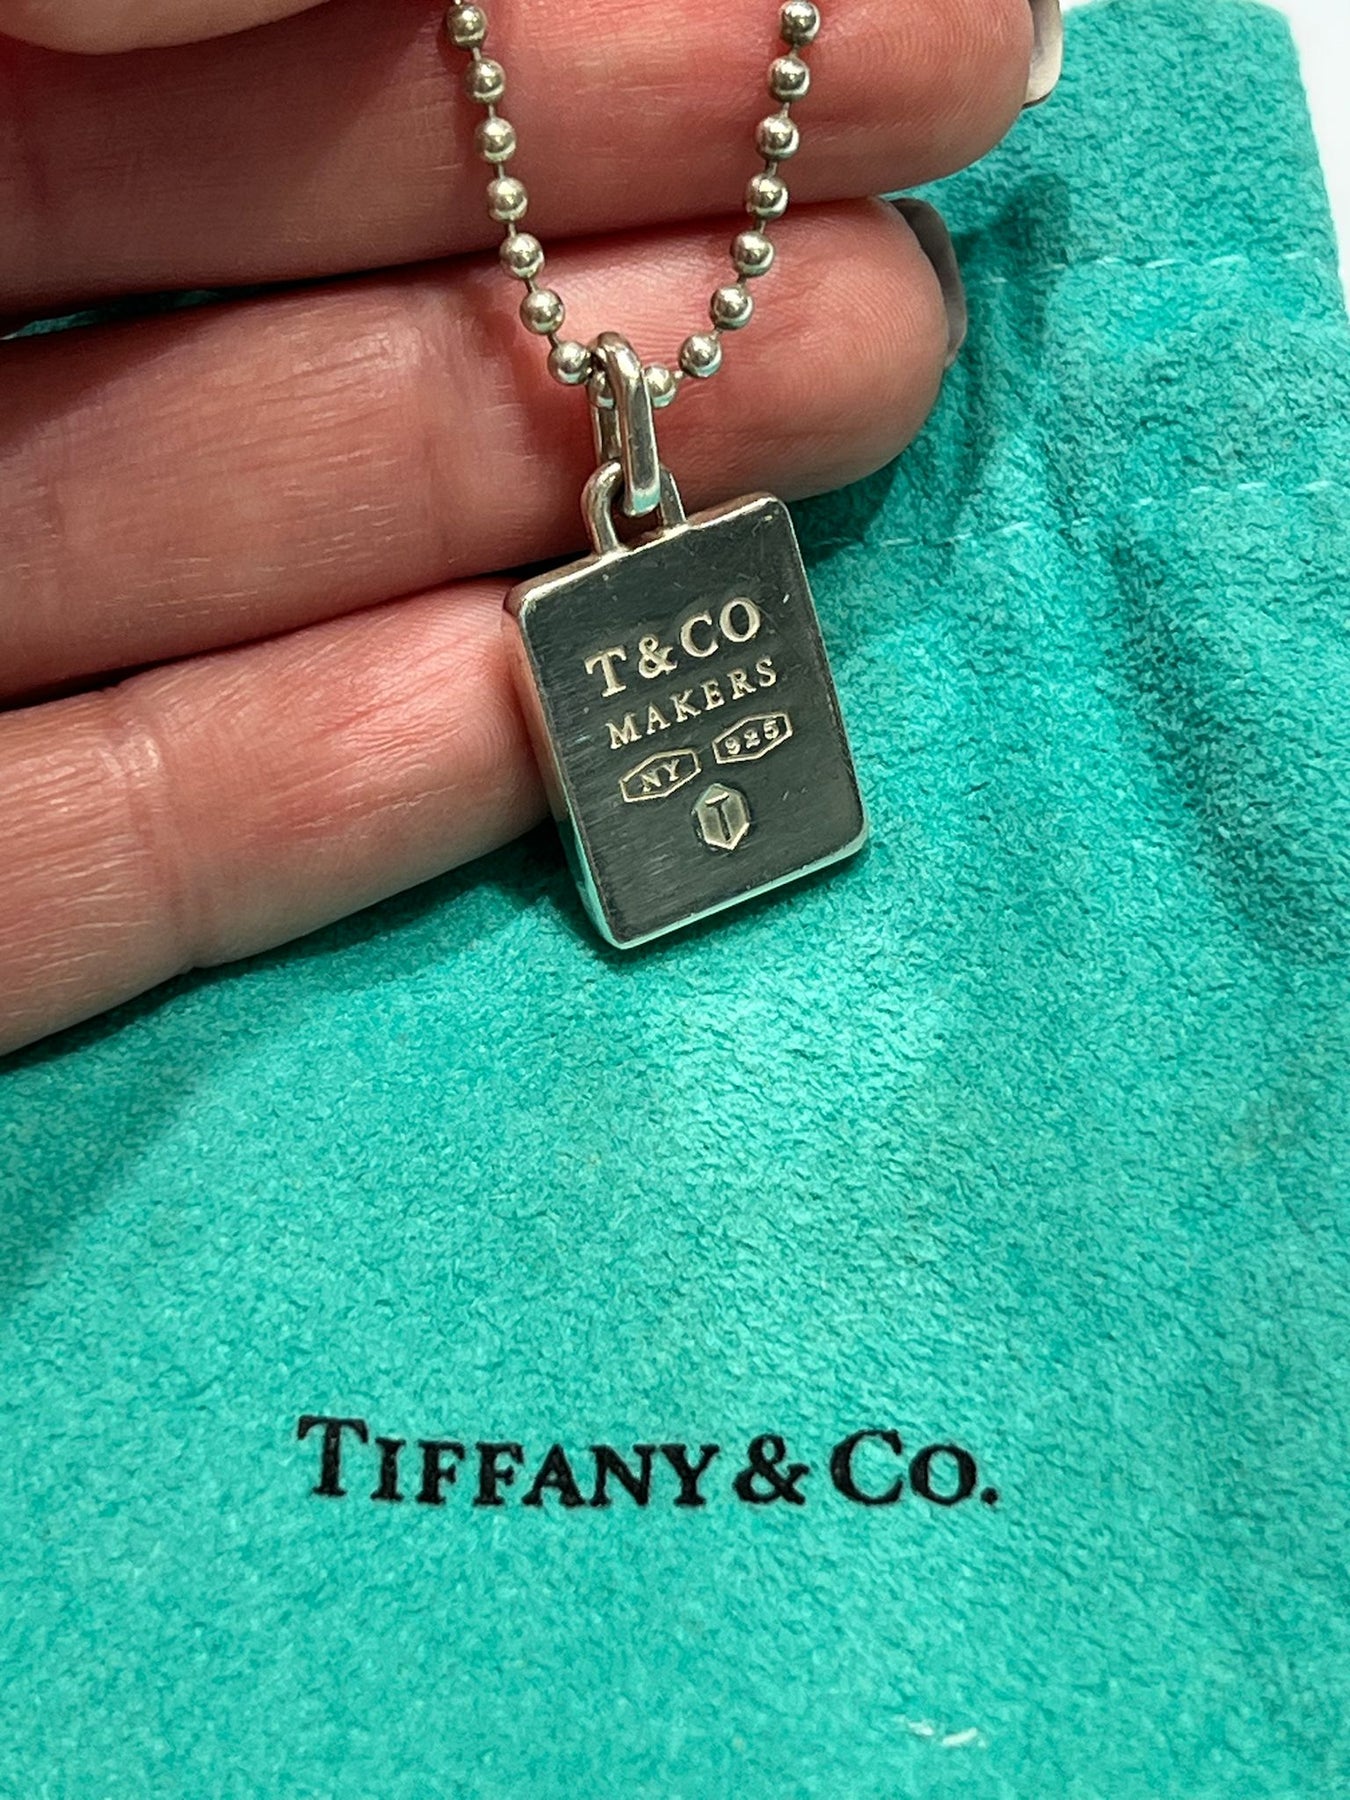 T&CO
MAKERS
NY 925
T
TIFFANY & CO.